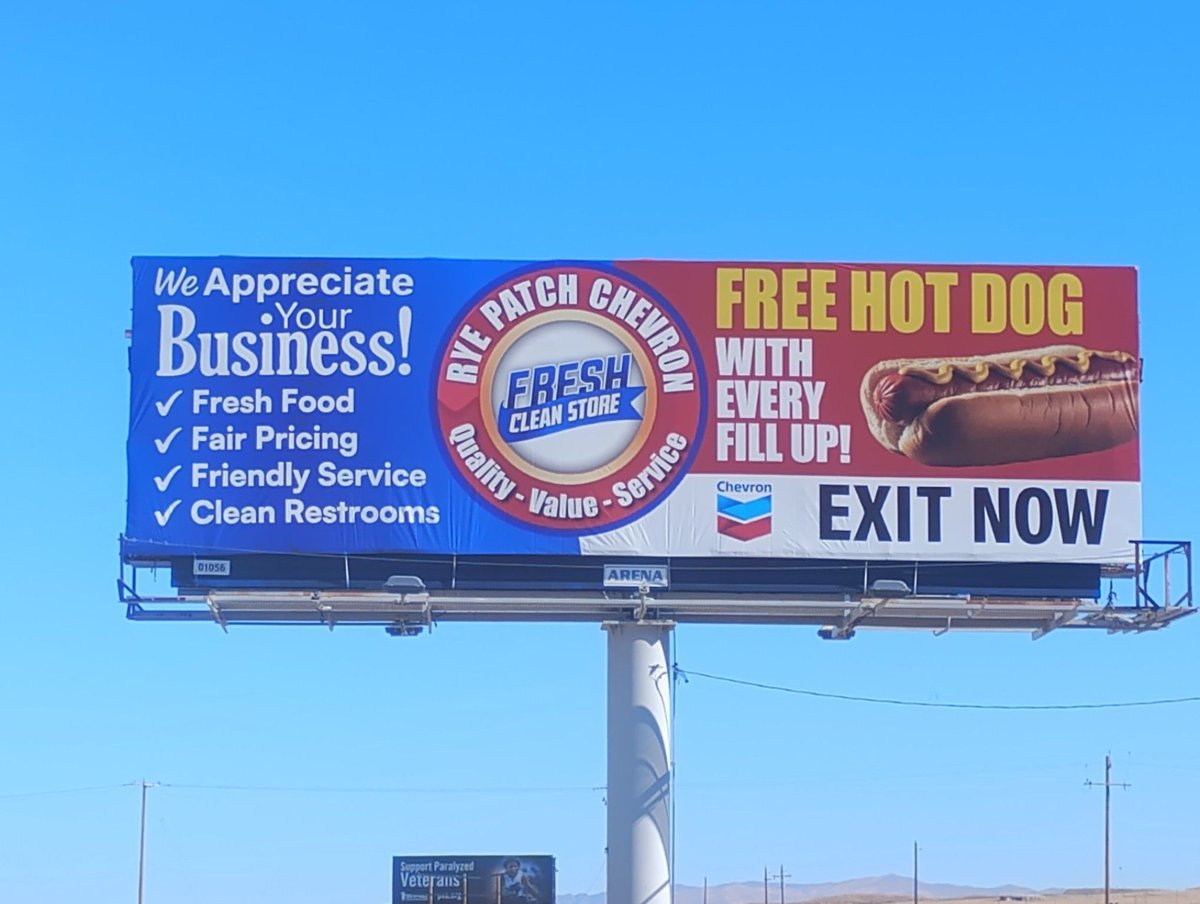 We Appreciate
Your
Business!
✓ Fresh Food
✓ Fair Pricing
✓ Friendly Service
✓ Clean Restrooms
RYE PATCH CHEVRON
FRESH
CLEAN STORE
Quality - Value - Service
FREE HOT DOG
WITH
EVERY
FILL UP!
Chevron
EXIT NOW
01056
ARENA
Support Paralyzed
Veterans